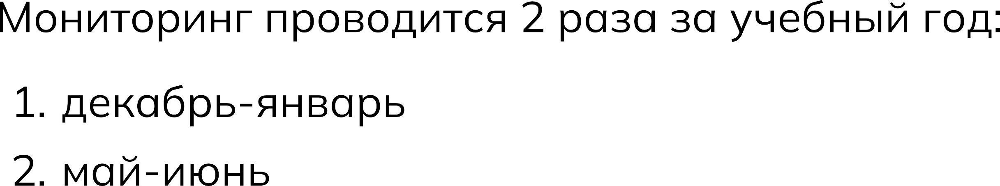 Мониторинг проводится 2 раза за учебный год:
1. декабрь-январь
2. май-июнь